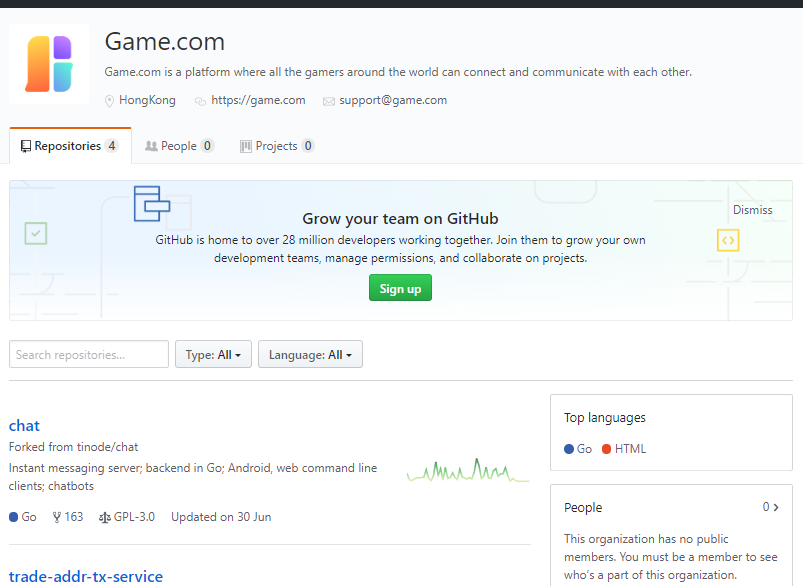 Game.com
Game.com is a platform where all the gamers around the world can connect and communicate with each other.
HongKong https://game.com support@game.com
Repositories 4 People 0 Projects 0
Dismiss
Grow your team on GitHub
GitHub is home to over 28 million developers working together. Join them to grow your own
development teams, manage permissions, and collaborate on projects.
Sign up
Search repositories... Type: All Language: All
chat
Forked from tinode/chat
Instant messaging server; backend in Go; Android, web command line
clients; chatbots
Go 163 GPL-3.0 Updated on 30 Jun
trade-addr-tx-service
Top languages
Go HTML
People 0
This organization has no public
members. You must be a member to see
who's a part of this organization.